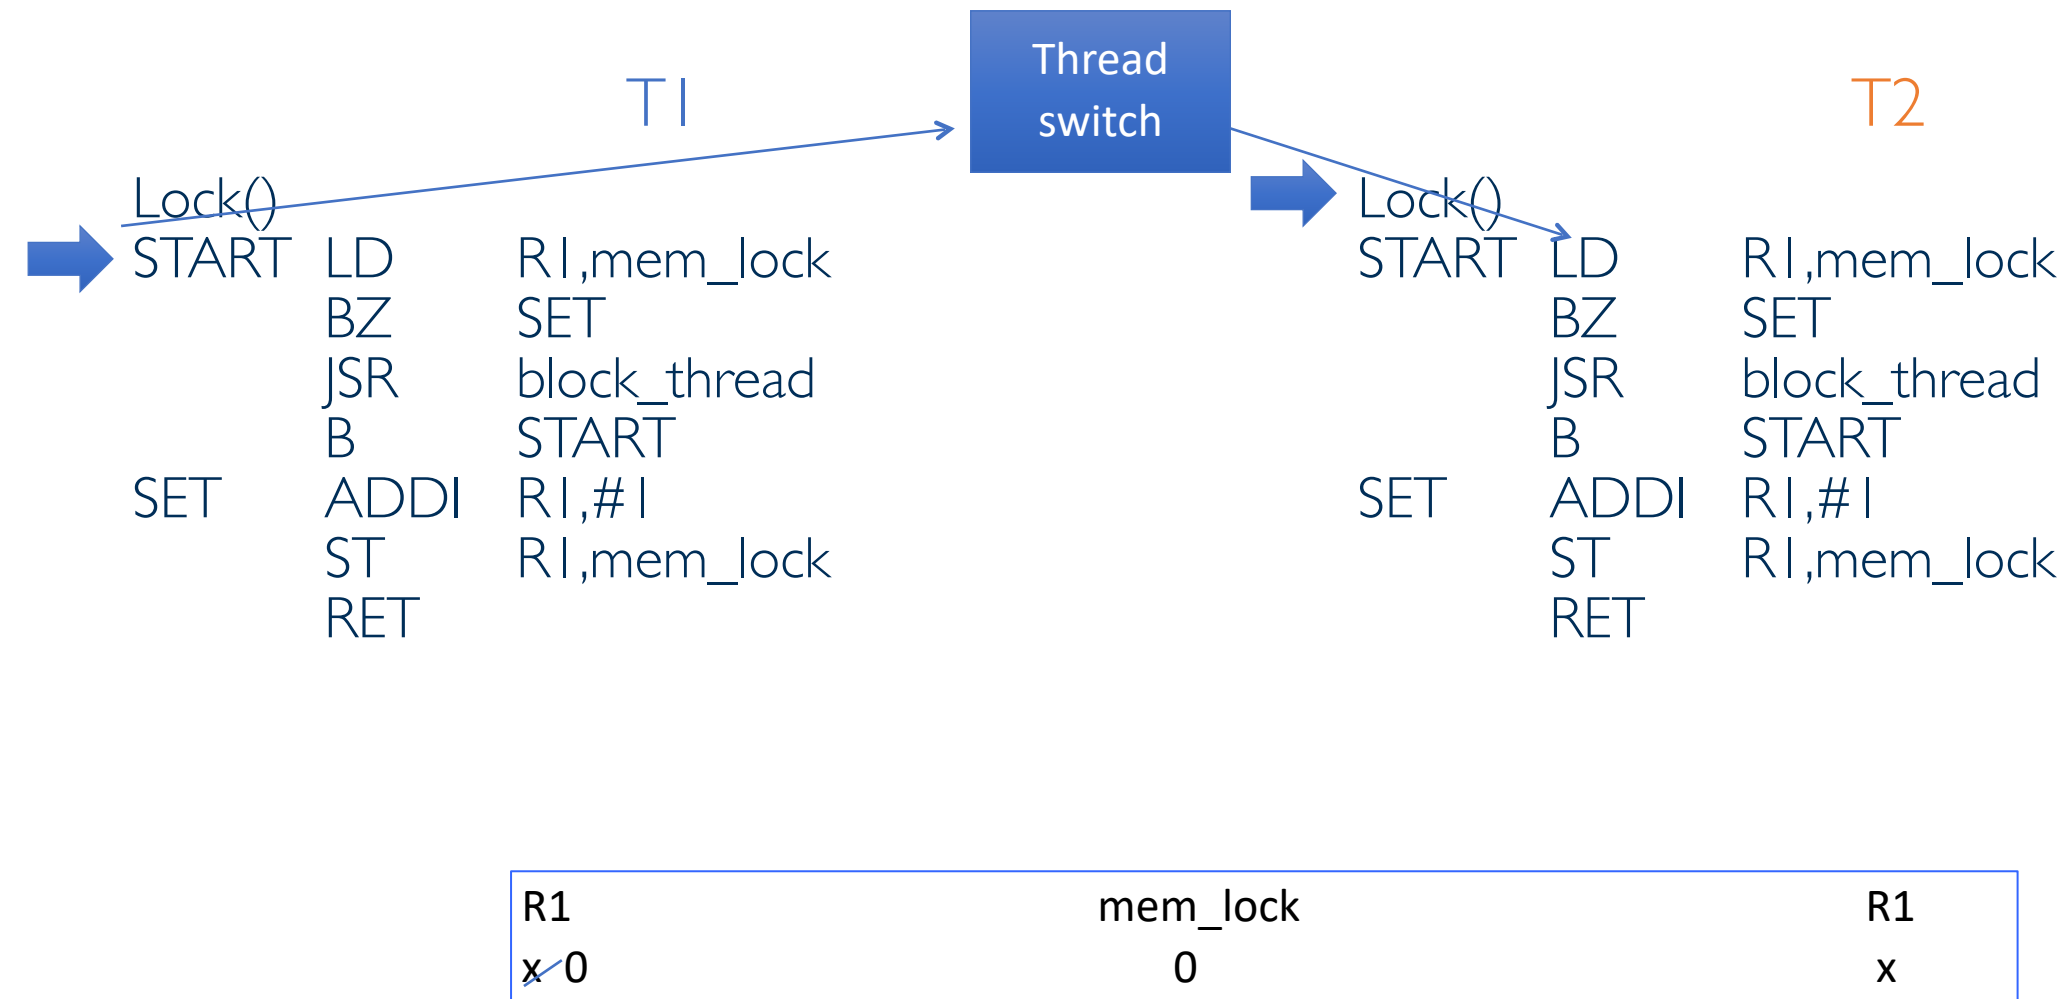 Thread
switch
T1
T2
Lock()
START LD R1,mem_lock
BZ SET
JSR block_thread
B START
SET ADDI R1,#1
ST R1,mem_lock
RET
Lock()
START LD R1,mem_lock
BZ SET
JSR block_thread
B START
SET ADDI R1,#1
ST R1,mem_lock
RET
R1 mem_lock R1
x 0 0 x